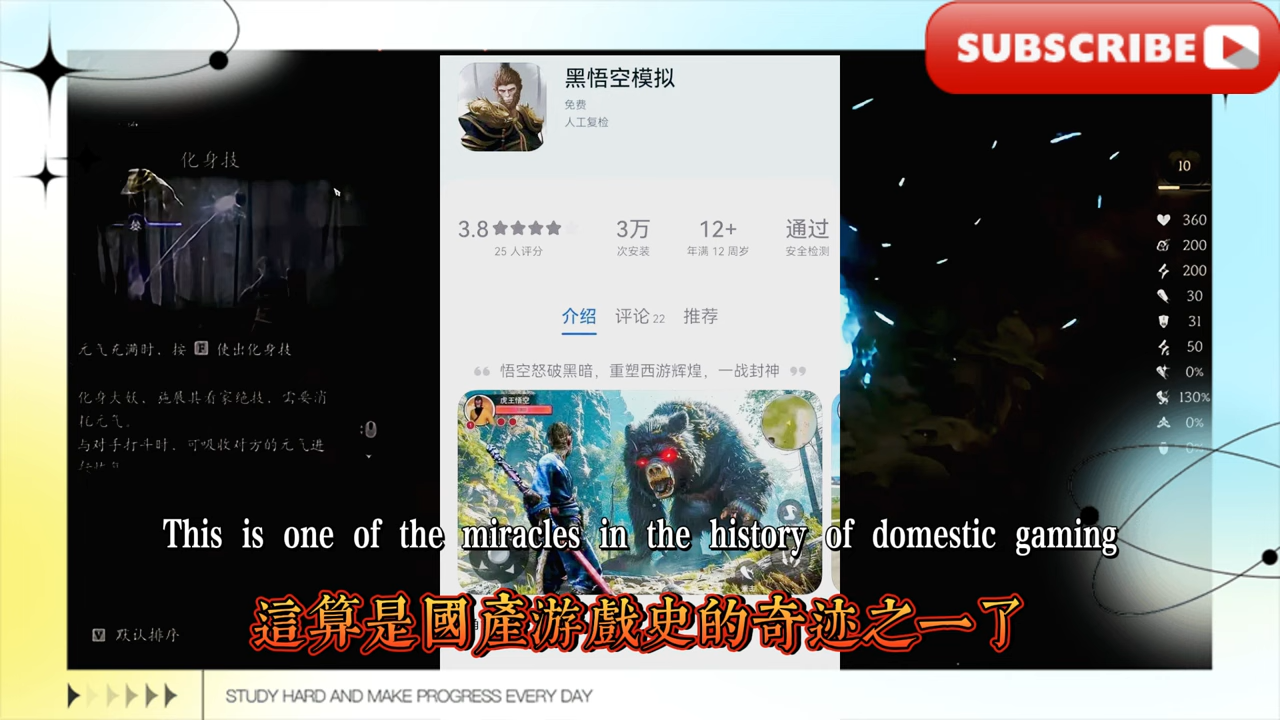 SUBSCRIBE
黑悟空模拟
免费
人工复检
化身技
10
3.8
3万
12+
通过
25 人评分
次安装
年满 12 周岁
安全检测
360
200
200
30
31
50
0%
130%
0%
0%
介绍
评论 22
推荐
元气充满时，按 F 使出化身技
“ 悟空怒破黑暗，重塑西游辉煌，一战封神 ”
化身大妖，施展其看家绝技，需要消
耗元气。
与对手打斗时，可吸收对方的元气进
虎王悟空
This is one of the miracles in the history of domestic gaming
這算是國產游戲史的奇迹之一了
V 默认排序
STUDY HARD AND MAKE PROGRESS EVERY DAY